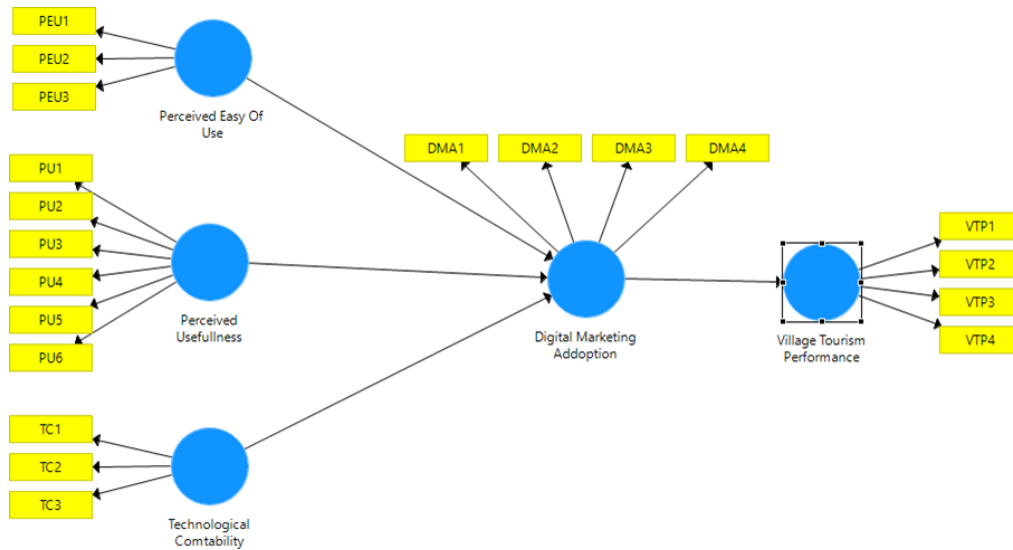 PEU1
PEU2
PEU3
Perceived Easy Of
Use
PU1
PU2
PU3
PU4
PU5
PU6
Perceived
Usefullness
TC1
TC2
TC3
Technological
Comtability
DMA1
DMA2
DMA3
DMA4
Digital Marketing
Addoption
VTP1
VTP2
VTP3
VTP4
Village Tourism
Performance